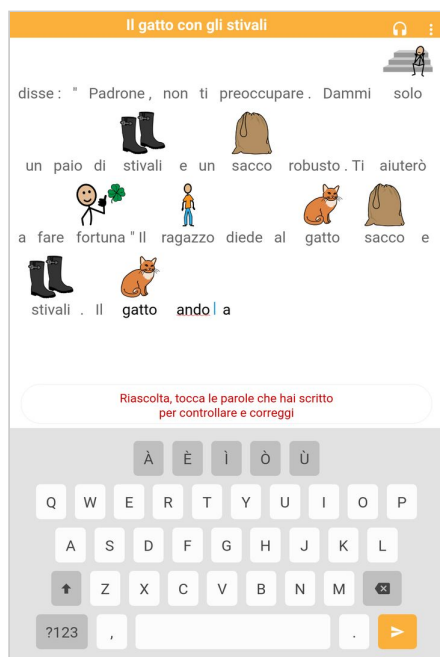 Il gatto con gli stivali
disse : " Padrone , non ti preoccupare . Dammi solo
un paio di stivali e un sacco robusto . Ti aiuterò
a fare fortuna " Il ragazzo diede al gatto sacco e
stivali . Il gatto ando a
Riascolta, tocca le parole che hai scritto
per controllare e correggi
À È Ì Ò Ù
Q W E R T Y U I O P
A S D F G H J K L
Z X C V B N M
?123 , .